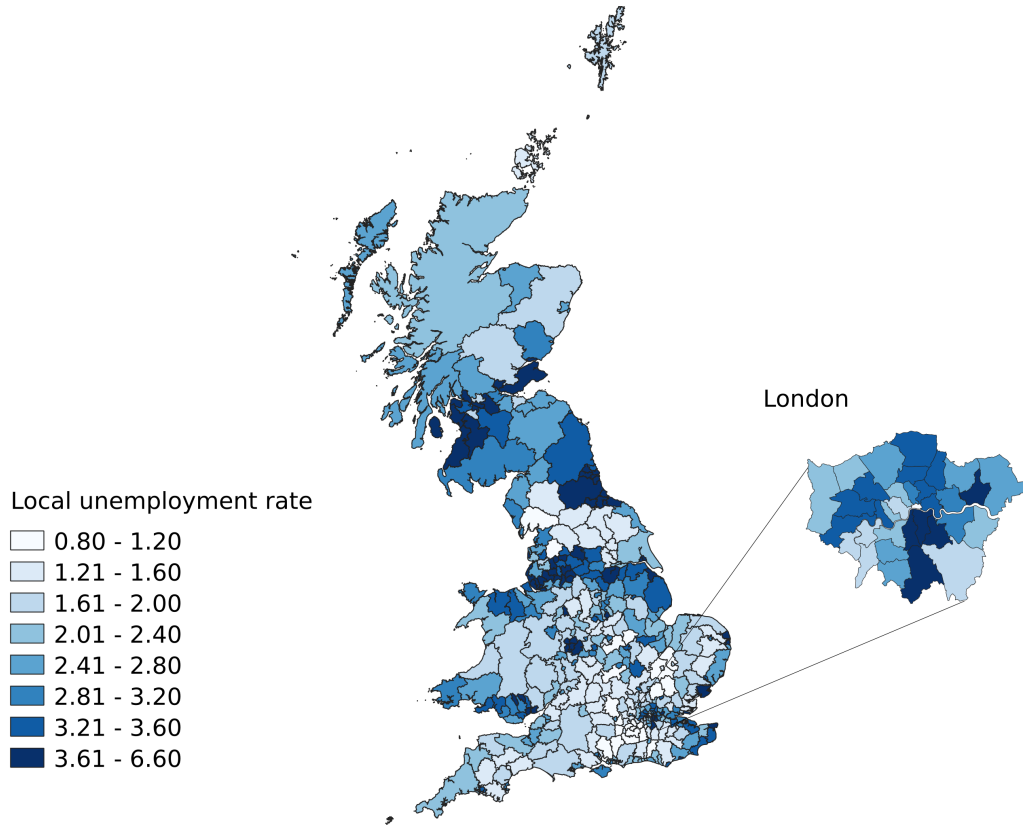 London
Local unemployment rate
0.80 - 1.20
1.21 - 1.60
1.61 - 2.00
2.01 - 2.40
2.41 - 2.80
2.81 - 3.20
3.21 - 3.60
3.61 - 6.60